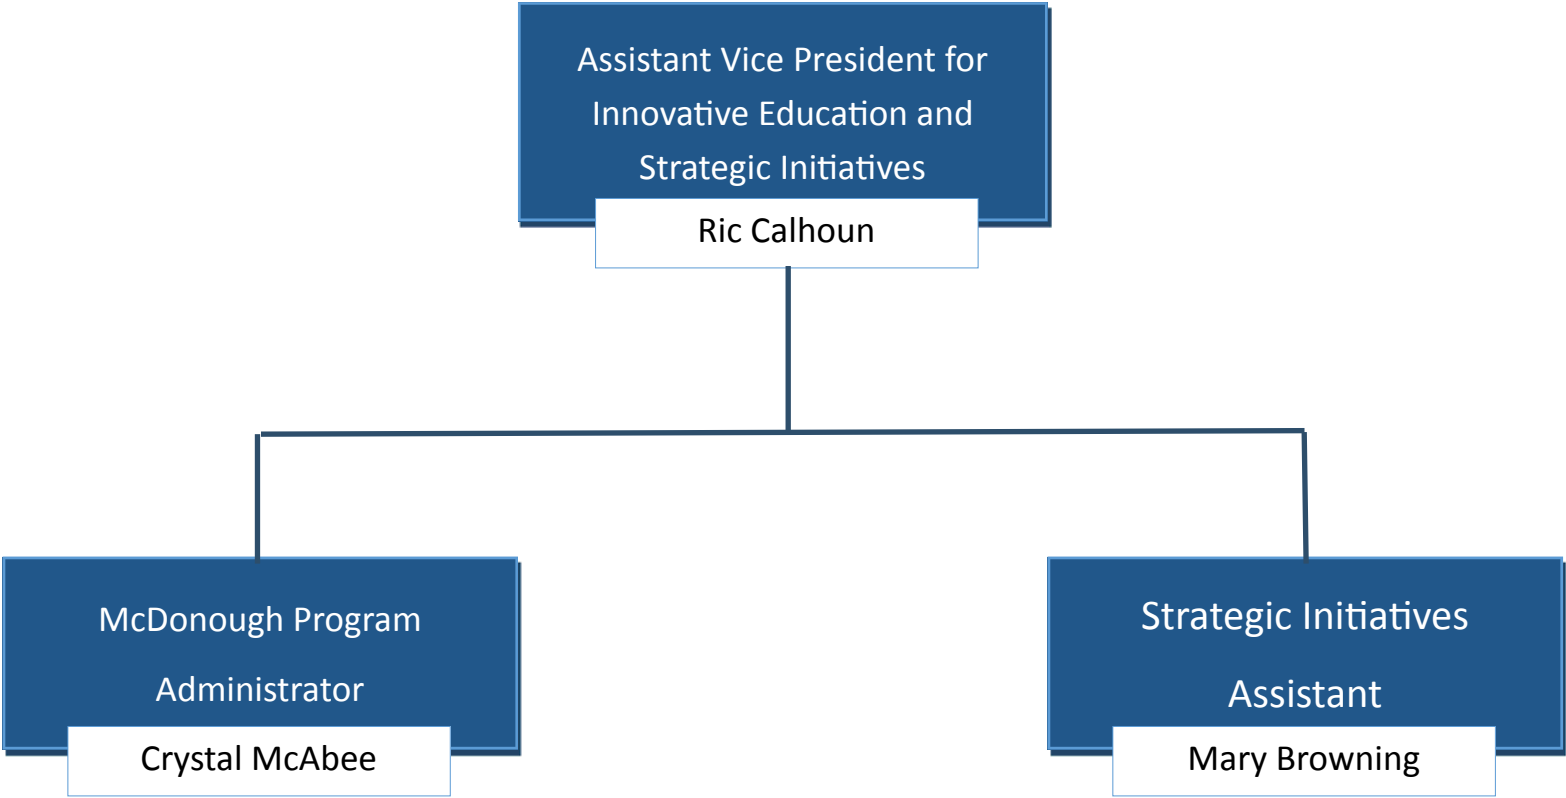 Assistant Vice President for
Innovative Education and
Strategic Initiatives
Ric Calhoun
McDonough Program
Administrator
Crystal McAbee
Strategic Initiatives
Assistant
Mary Browning